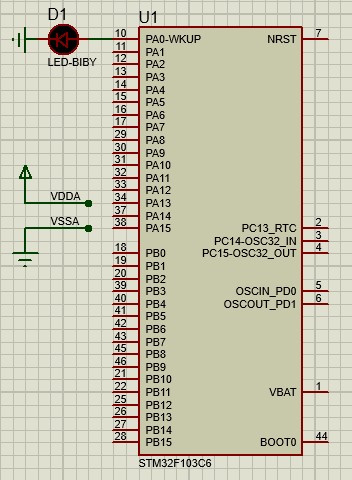 D1
U1
10 PA0-WKUP NRST 7
LED-BIBY
11 PA1
12 PA2
13 PA3
14 PA4
15 PA5
16 PA6
17 PA7
29 PA8
30 PA9
31 PA10
32 PA11
33 PA12
VDDA
34 PA13
37 PA14
VSSA
38 PA15 PC13_RTC 2
PC14-OSC32_IN 3
18 PB0 PC15-OSC32_OUT 4
19 PB1
20 PB2
39 PB3 OSCIN_PD0 5
40 PB4 OSCOUT_PD1 6
41 PB5
42 PB6
43 PB7
45 PB8
46 PB9
21 PB10
22 PB11 VBAT 1
25 PB12
26 PB13
27 PB14
28 PB15 BOOT0 44
STM32F103C6